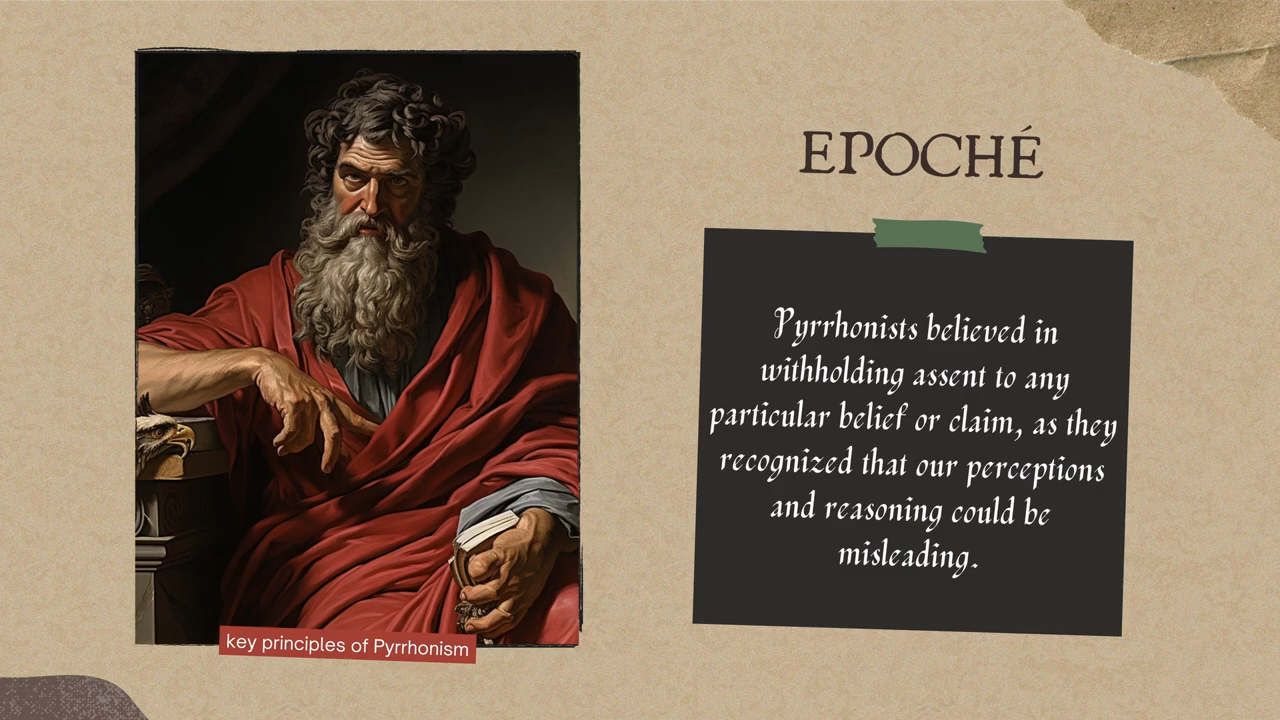 EPOCHÉ
Pyrrhonists believed in
withholding assent to any
particular belief or claim, as they
recognized that our perceptions
and reasoning could be
misleading.
key principles of Pyrrhonism